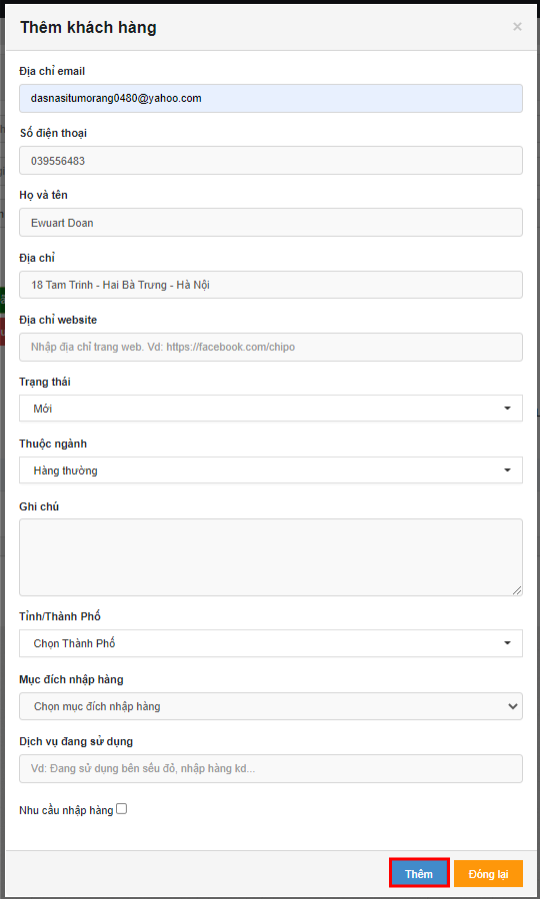 Thêm khách hàng
×
Địa chỉ email
dasnasitumorang0480@yahoo.com
Số điện thoại
039556483
Họ và tên
Ewuart Doan
Địa chỉ
18 Tam Trinh - Hai Bà Trưng - Hà Nội
Địa chỉ website
Nhập địa chỉ trang web. Vd: https://facebook.com/chipo
Trạng thái
Mới
Thuộc ngành
Hàng thường
Ghi chú
Tỉnh/Thành Phố
Chọn Thành Phố
Mục đích nhập hàng
Chọn mục đích nhập hàng
Dịch vụ đang sử dụng
Vd: Đang sử dụng bên sếu đỏ, nhập hàng kd...
Nhu cầu nhập hàng
Thêm
Đóng lại